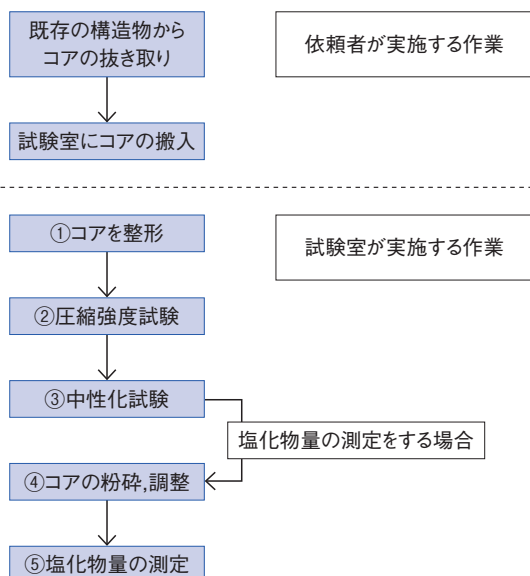 既存の構造物から
コアの抜き取り
依頼者が実施する作業
試験室にコアの搬入
①コアを整形
試験室が実施する作業
②圧縮強度試験
③中性化試験
塩化物量の測定をする場合
④コアの粉砕,調整
⑤塩化物量の測定